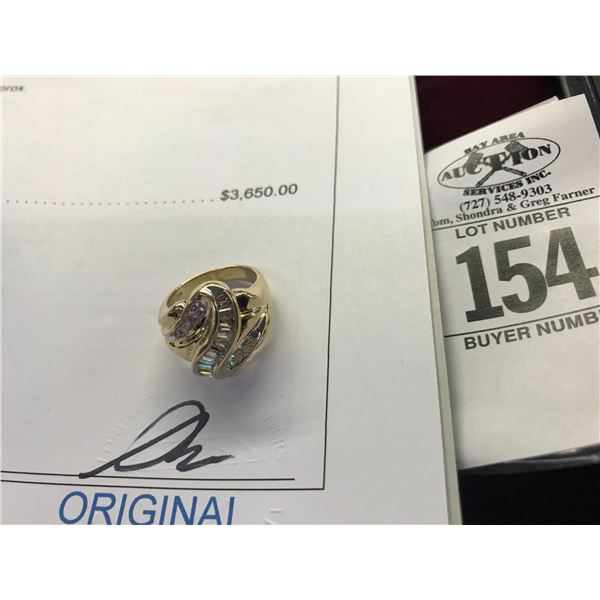 $3,650.00
ORIGINAL
BAY AREA
AUCTION
SERVICES INC.
(727) 548-9303
Tom, Shondra & Greg Farner
LOT NUMBER
154
BUYER NUMB